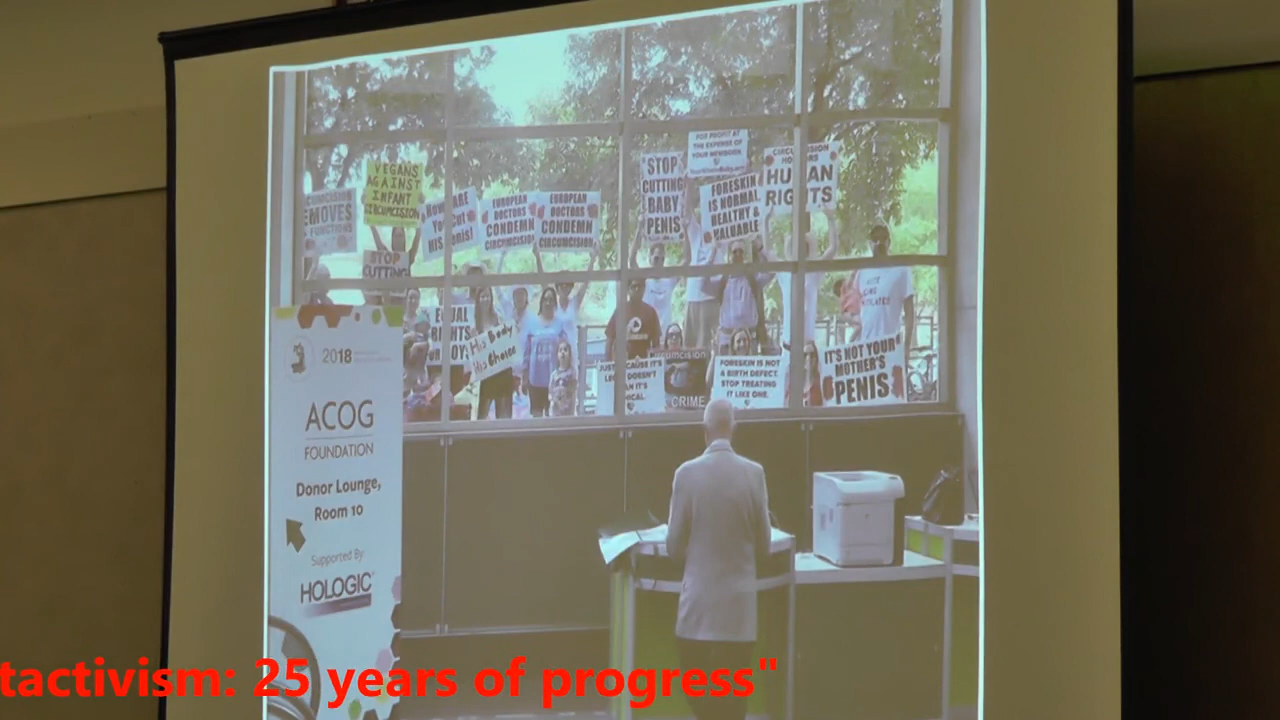 FOR PROFIT AT
THE EXPENSE OF
YOUR NEWBORN
VEGANS
AGAINST
INFANT
CIRCUMCISION
STOP
CUTTING
BABY
PENIS
HUMAN
RIGHTS
FORESKIN
IS NORMAL
HEALTHY &
VALUABLE
EUROPEAN
DOCTORS
CONDEMN
CIRCUMCISION
EUROPEAN
DOCTORS
CONDEMN
CIRCUMCISION
STOP
CUTTING
EQUAL
RIGHTS
His Body
His Choice
circumcision
CRIME
FORESKIN IS NOT
A BIRTH DEFECT.
STOP TREATING
IT LIKE ONE.
IT'S NOT YOUR
MOTHER'S
PENIS
2018
ACOG
FOUNDATION
Donor Lounge,
Room 10
Supported By:
HOLOGIC
tactivism: 25 years of progress"